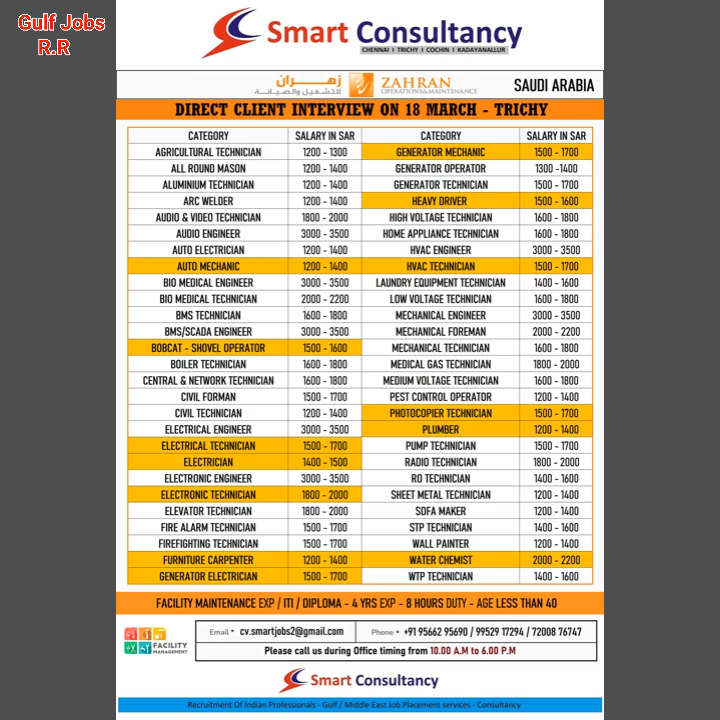 Gulf Jobs
R.R
Smart Consultancy
CHENNAI | TRICHY | COCHIN | KADAYANALLUR
زهران ZAHRAN SAUDI ARABIA
للتشغيل والصيانة OPERATIONS&MAINTENANCE
DIRECT CLIENT INTERVIEW ON 18 MARCH - TRICHY
CATEGORY SALARY IN SAR CATEGORY SALARY IN SAR
AGRICULTURAL TECHNICIAN 1200 - 1300 GENERATOR MECHANIC 1500 - 1700
ALL ROUND MASON 1200 - 1400 GENERATOR OPERATOR 1300 -1400
ALUMINIUM TECHNICIAN 1200 - 1400 GENERATOR TECHNICIAN 1500 - 1700
ARC WELDER 1200 - 1400 HEAVY DRIVER 1500 - 1600
AUDIO & VIDEO TECHNICIAN 1800 - 2000 HIGH VOLTAGE TECHNICIAN 1600 - 1800
AUDIO ENGINEER 3000 - 3500 HOME APPLIANCE TECHNICIAN 1600 - 1800
AUTO ELECTRICIAN 1200 - 1400 HVAC ENGINEER 3000 - 3500
AUTO MECHANIC 1200 - 1400 HVAC TECHNICIAN 1500 - 1700
BIO MEDICAL ENGINEER 3000 - 3500 LAUNDRY EQUIPMENT TECHNICIAN 1400 - 1600
BIO MEDICAL TECHNICIAN 2000 - 2200 LOW VOLTAGE TECHNICIAN 1600 - 1800
BMS TECHNICIAN 1600 - 1800 MECHANICAL ENGINEER 3000 - 3500
BMS/SCADA ENGINEER 3000 - 3500 MECHANICAL FOREMAN 2000 - 2200
BOBCAT - SHOVEL OPERATOR 1500 - 1600 MECHANICAL TECHNICIAN 1600 - 1800
BOILER TECHNICIAN 1600 - 1800 MEDICAL GAS TECHNICIAN 1800 - 2000
CENTRAL & NETWORK TECHNICIAN 1600 - 1800 MEDIUM VOLTAGE TECHNICIAN 1600 - 1800
CIVIL FORMAN 1500 - 1700 PEST CONTROL OPERATOR 1200 - 1400
CIVIL TECHNICIAN 1200 - 1400 PHOTOCOPIER TECHNICIAN 1500 - 1700
ELECTRICAL ENGINEER 3000 - 3500 PLUMBER 1200 - 1400
ELECTRICAL TECHNICIAN 1500 - 1700 PUMP TECHNICIAN 1500 - 1700
ELECTRICIAN 1400 - 1500 RADIO TECHNICIAN 1800 - 2000
ELECTRONIC ENGINEER 3000 - 3500 RO TECHNICIAN 1400 - 1600
ELECTRONIC TECHNICIAN 1800 - 2000 SHEET METAL TECHNICIAN 1200 - 1400
ELEVATOR TECHNICIAN 1800 - 2000 SOFA MAKER 1200 - 1400
FIRE ALARM TECHNICIAN 1500 - 1700 STP TECHNICIAN 1400 - 1600
FIREFIGHTING TECHNICIAN 1500 - 1700 WALL PAINTER 1200 - 1400
FURNITURE CARPENTER 1200 - 1400 WATER CHEMIST 2000 - 2200
GENERATOR ELECTRICIAN 1500 - 1700 WTP TECHNICIAN 1400 - 1600
FACILITY MAINTENANCE EXP / ITI / DIPLOMA - 4 YRS EXP - 8 HOURS DUTY - AGE LESS THAN 40
FACILITY MANAGEMENT
Email • cv.smartjobs2@gmail.com Phone • +91 95662 95690 / 99529 17294 / 72008 76747
Please call us during Office timing from 10.00 A.M to 6.00 P.M
Smart Consultancy
Recruitment Of Indian Professionals - Gulf / Middle East Job Placement services - Consultancy